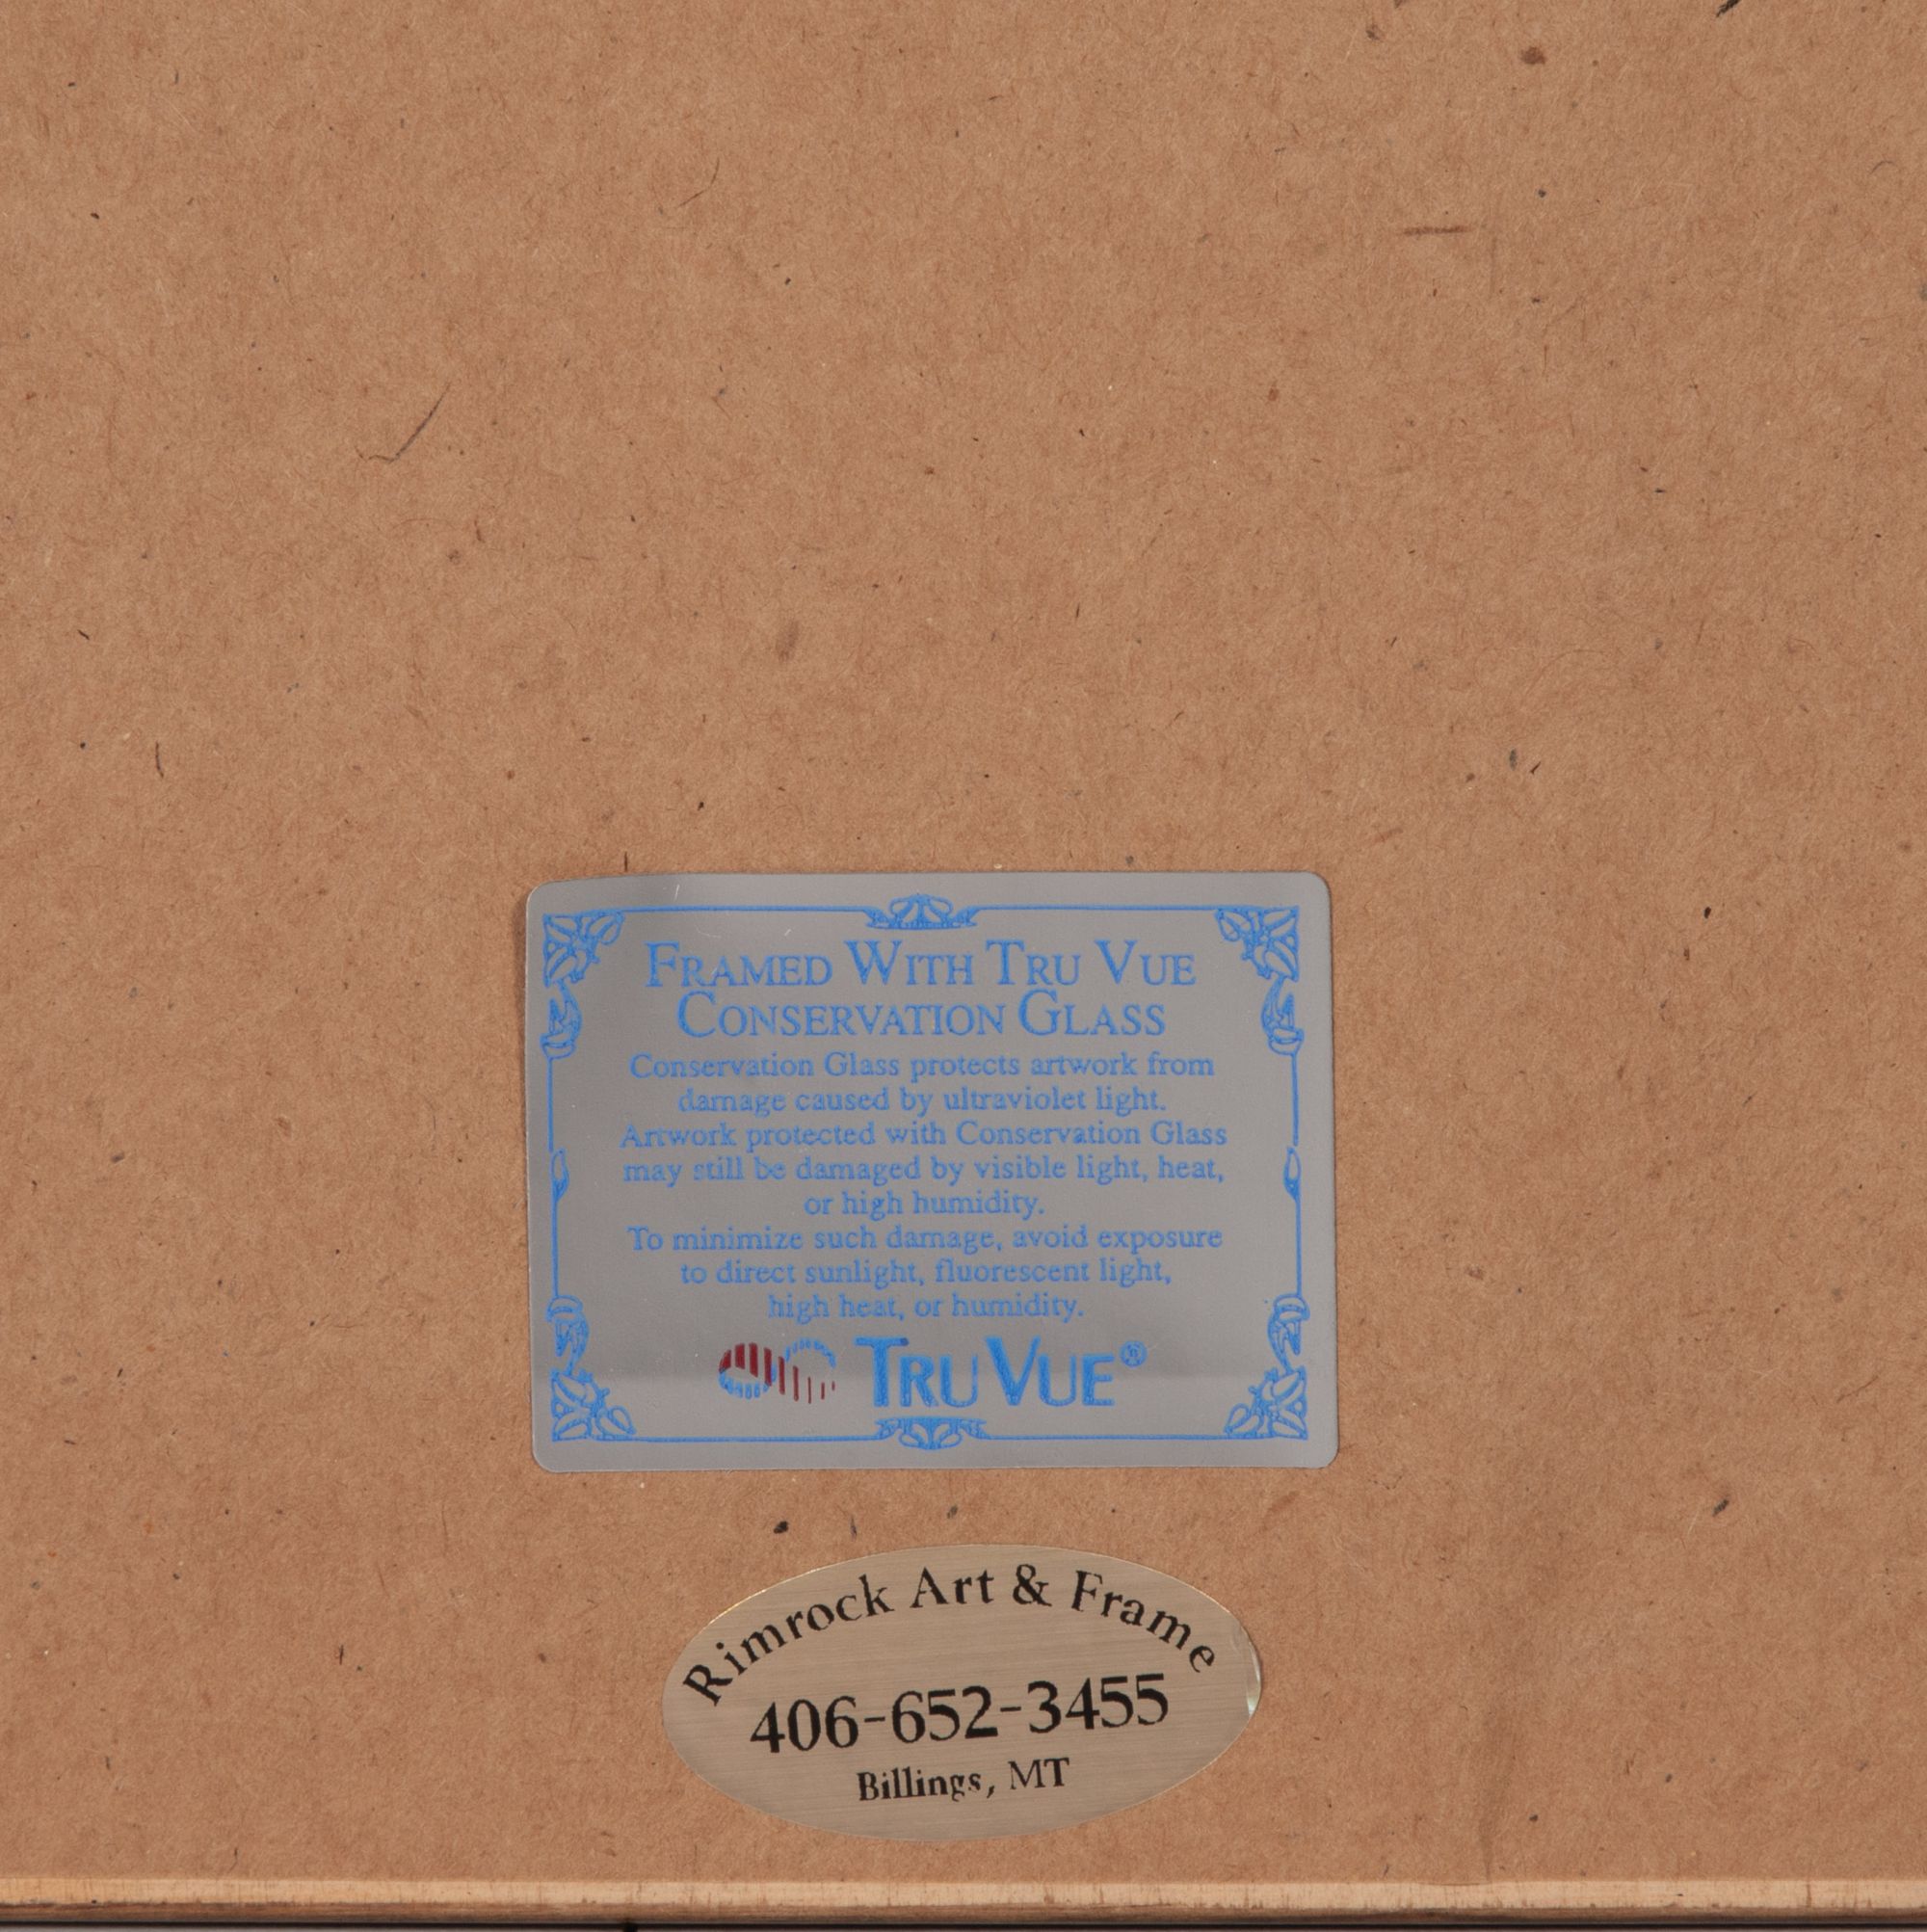 FRAMED WITH TRU VUE
CONSERVATION GLASS
Conservation Glass protects artwork from
damage caused by ultraviolet light.
Artwork protected with Conservation Glass
may still be damaged by visible light, heat,
or high humidity.
To minimize such damage, avoid exposure
to direct sunlight, fluorescent light,
high heat, or humidity.
TRU VUE®
Rimrock Art & Frame
406-652-3455
Billings, MT